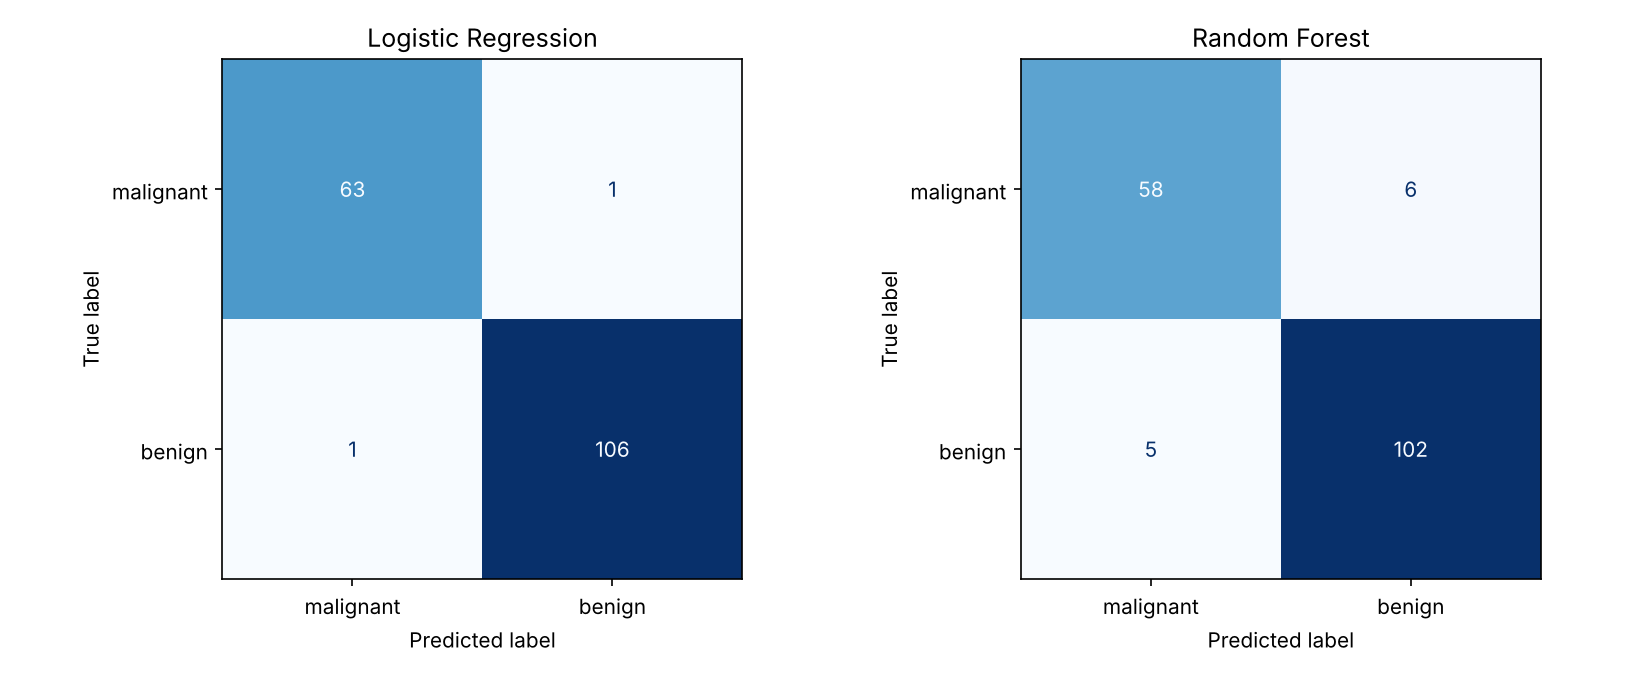 Logistic Regression
True label
malignant
63
1
benign
1
106
malignant
benign
Predicted label
Random Forest
True label
malignant
58
6
benign
5
102
malignant
benign
Predicted label